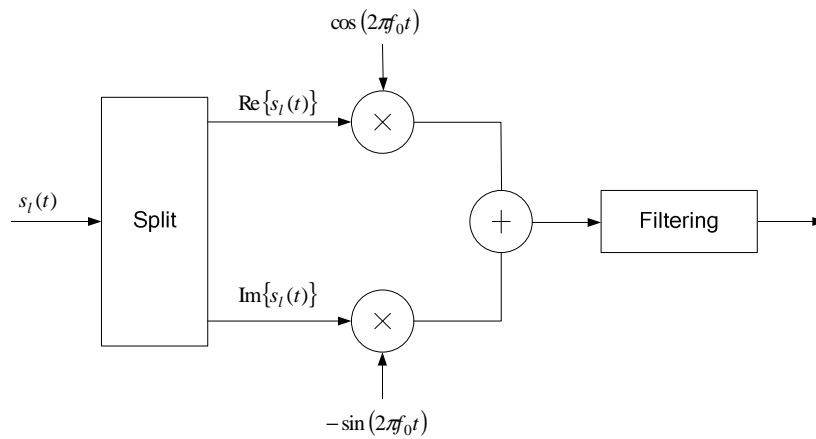 cos(2πf₀t)
Re{sₗ(t)}
×
sₗ(t)
Split
+
Filtering
Im{sₗ(t)}
×
−sin(2πf₀t)